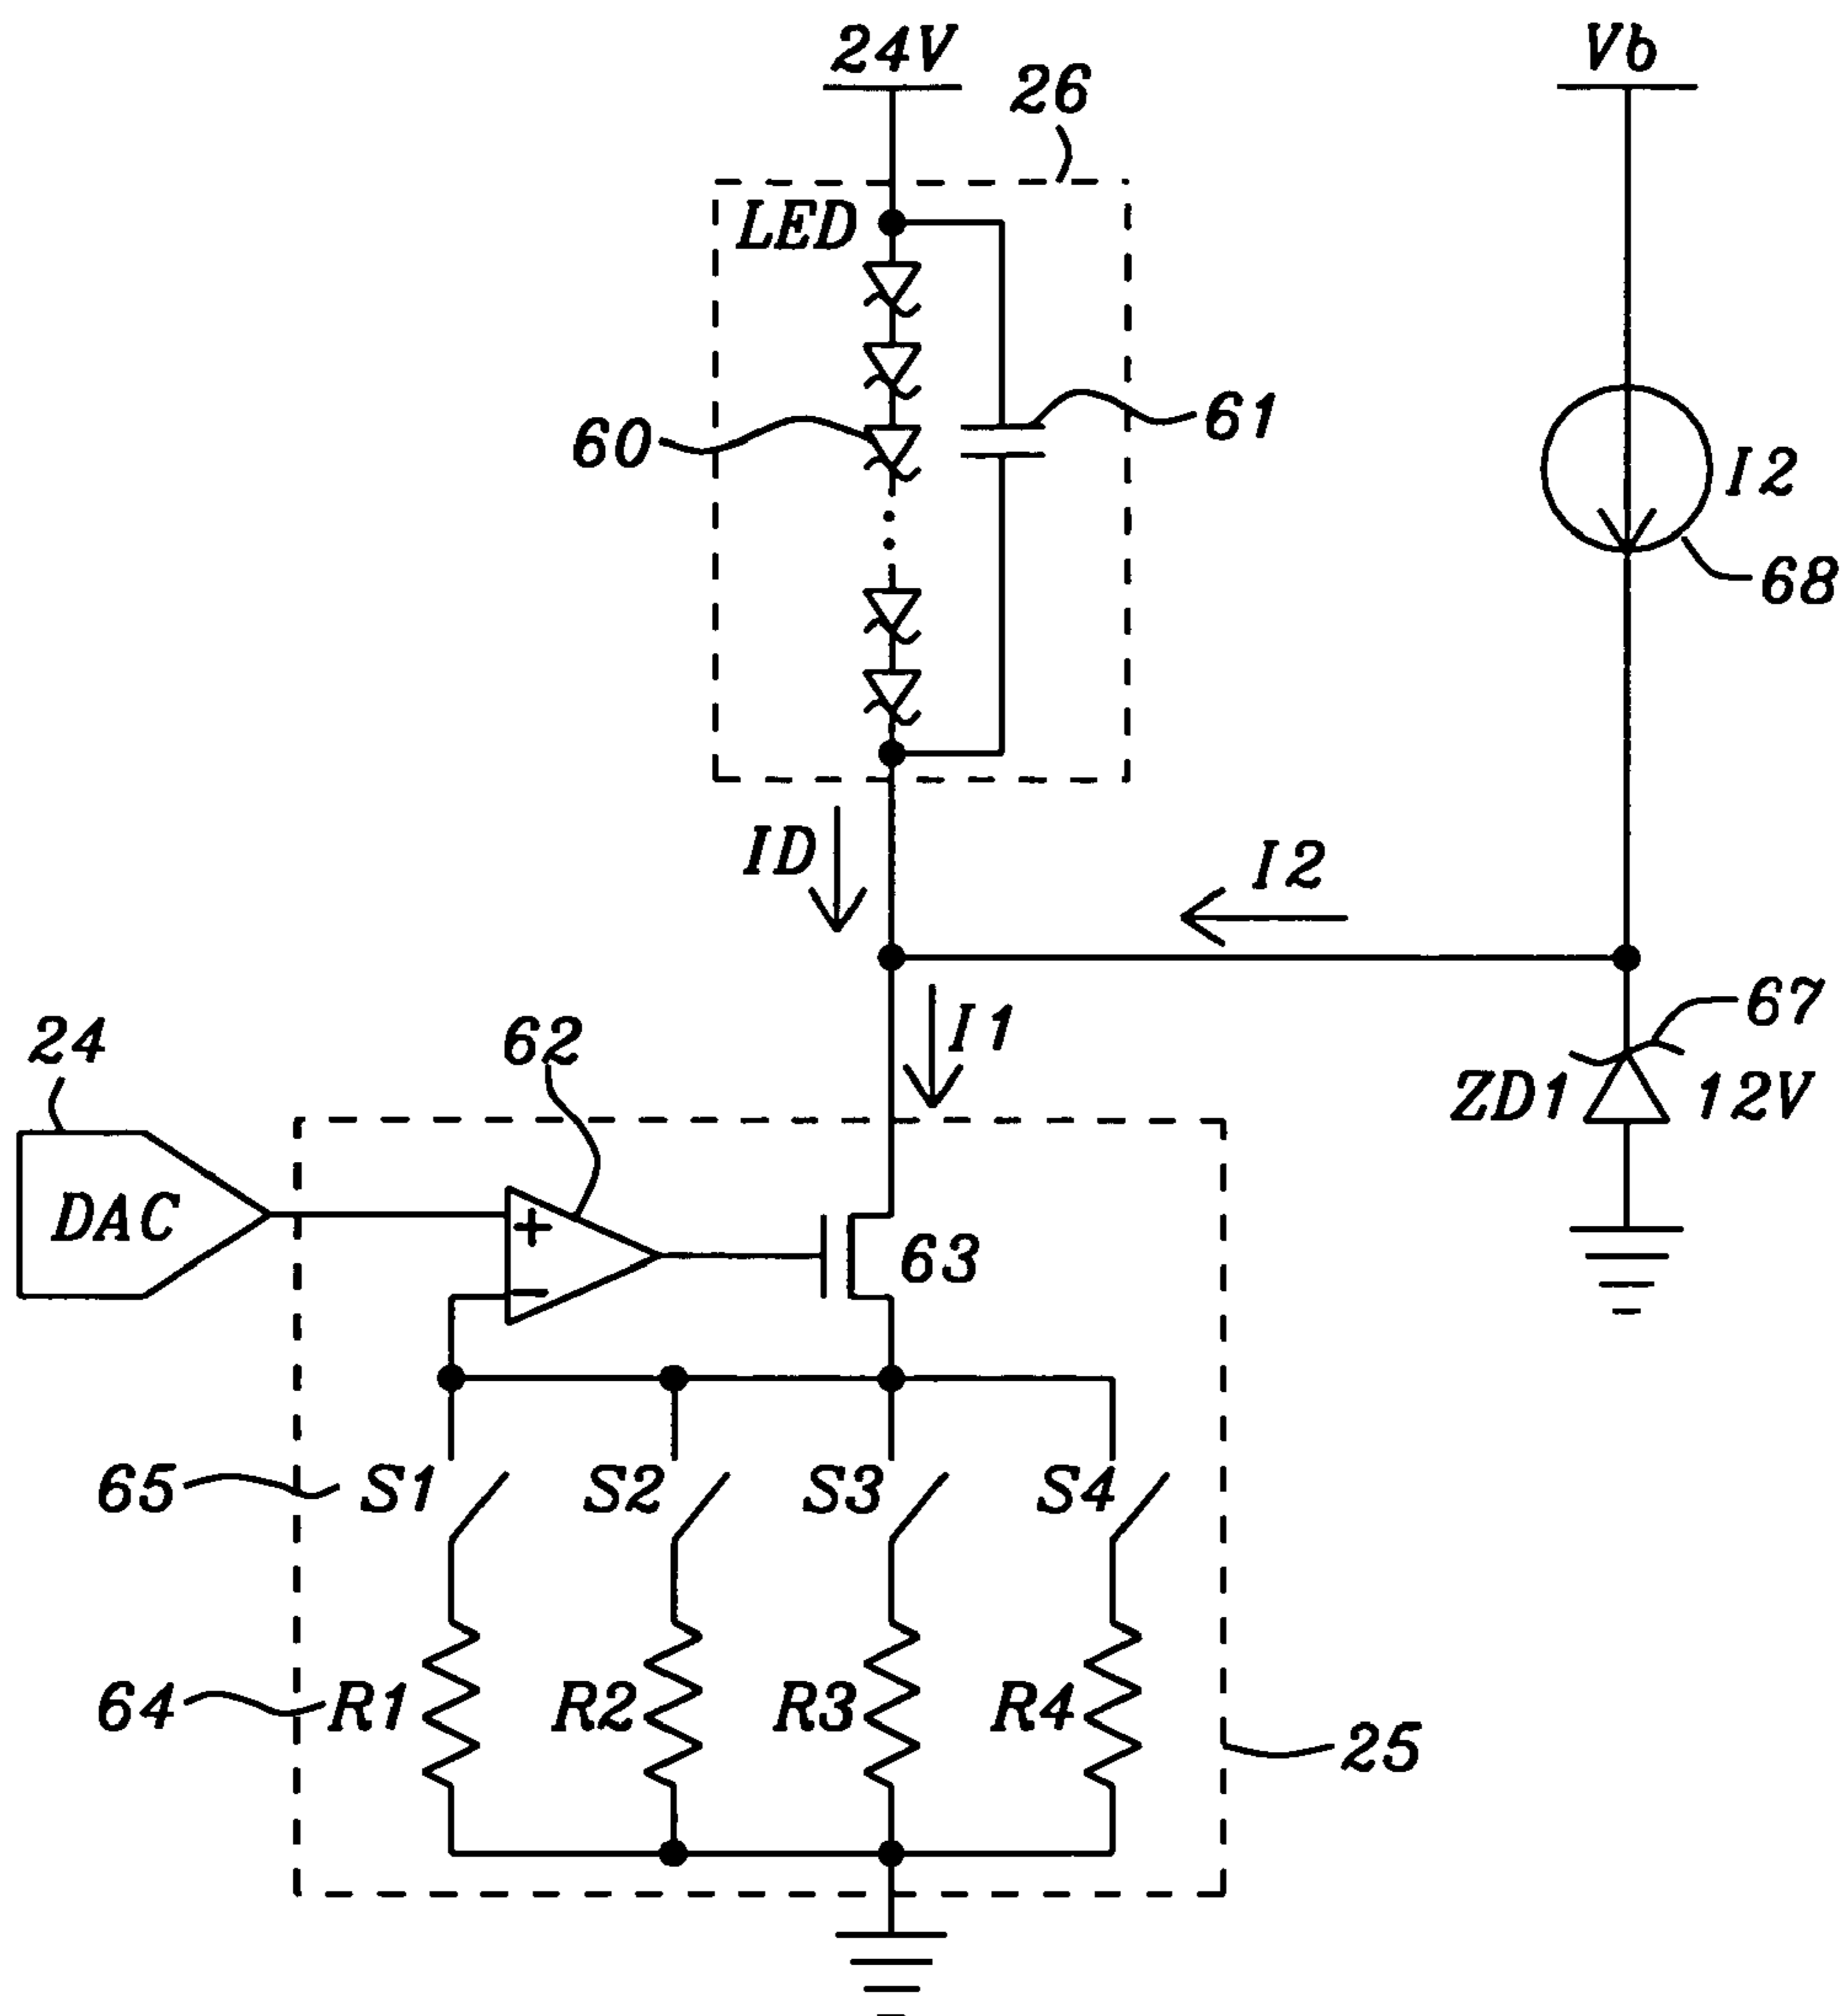 24V
Vb
26
LED
60
61
I2
68
ID
I2
I1
67
24
62
ZD1
12V
DAC
+
63
−
65
S1
S2
S3
S4
64
R1
R2
R3
R4
25